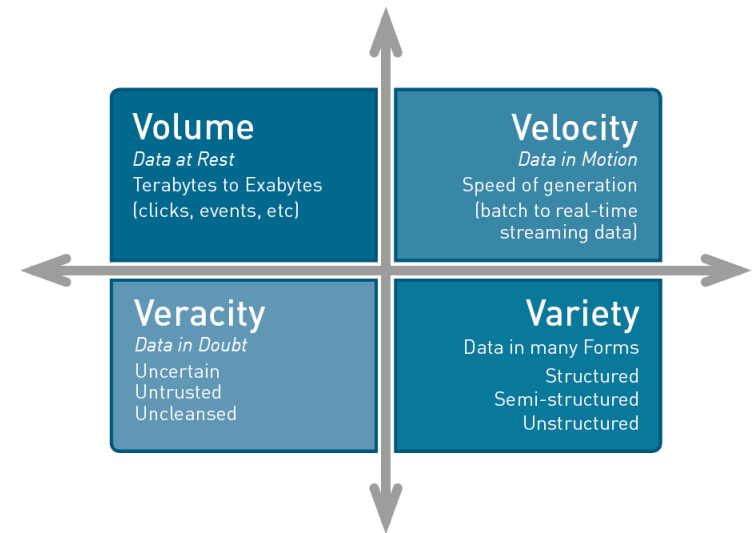 Volume
Data at Rest
Terabytes to Exabytes
(clicks, events, etc)
Velocity
Data in Motion
Speed of generation
(batch to real-time
streaming data)
Veracity
Data in Doubt
Uncertain
Untrusted
Uncleansed
Variety
Data in many Forms
Structured
Semi-structured
Unstructured